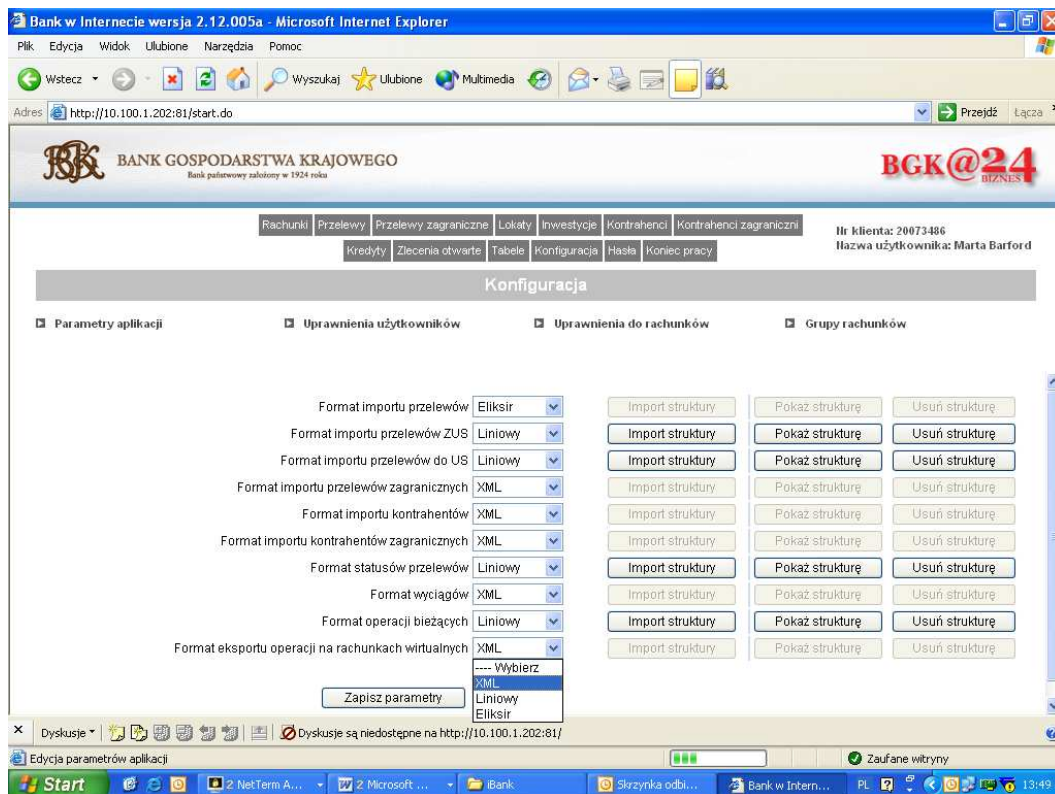 Bank w Internecie wersja 2.12.005a - Microsoft Internet Explorer
Plik Edycja Widok Ulubione Narzędzia Pomoc
Wstecz Wyszukaj Ulubione Multimedia
Adres http://10.100.1.202:81/start.do Przejdź Łącza
BGK BANK GOSPODARSTWA KRAJOWEGO
Bank państwowy założony w 1924 roku
BGK@24
BIZNES
Rachunki Przelewy Przelewy zagraniczne Lokaty Inwestycje Kontrahenci Kontrahenci zagraniczni
Kredyty Zlecenia otwarte Tabele Konfiguracja Hasła Koniec pracy
Nr klienta: 20073486
Nazwa użytkownika: Marta Barford
Konfiguracja
Parametry aplikacji Uprawnienia użytkowników Uprawnienia do rachunków Grupy rachunków
Format importu przelewów Eliksir Import struktury Pokaż strukturę Usuń strukturę
Format importu przelewów ZUS Liniowy Import struktury Pokaż strukturę Usuń strukturę
Format importu przelewów do US Liniowy Import struktury Pokaż strukturę Usuń strukturę
Format importu przelewów zagranicznych XML Import struktury Pokaż strukturę Usuń strukturę
Format importu kontrahentów XML Import struktury Pokaż strukturę Usuń strukturę
Format importu kontrahentów zagranicznych XML Import struktury Pokaż strukturę Usuń strukturę
Format statusów przelewów Liniowy Import struktury Pokaż strukturę Usuń strukturę
Format wyciągów XML Import struktury Pokaż strukturę Usuń strukturę
Format operacji bieżących Liniowy Import struktury Pokaż strukturę Usuń strukturę
Format eksportu operacji na rachunkach wirtualnych XML Import struktury Pokaż strukturę Usuń strukturę
---- Wybierz
XML
Liniowy
Eliksir
Zapisz parametry
Dyskusje Dyskusje są niedostępne na http://10.100.1.202:81/
Edycja parametrów aplikacji Zaufane witryny
Start 2 NetTerm A... 2 Microsoft ... iBank Skrzynka odbi... Bank w Intern... PL 13:49